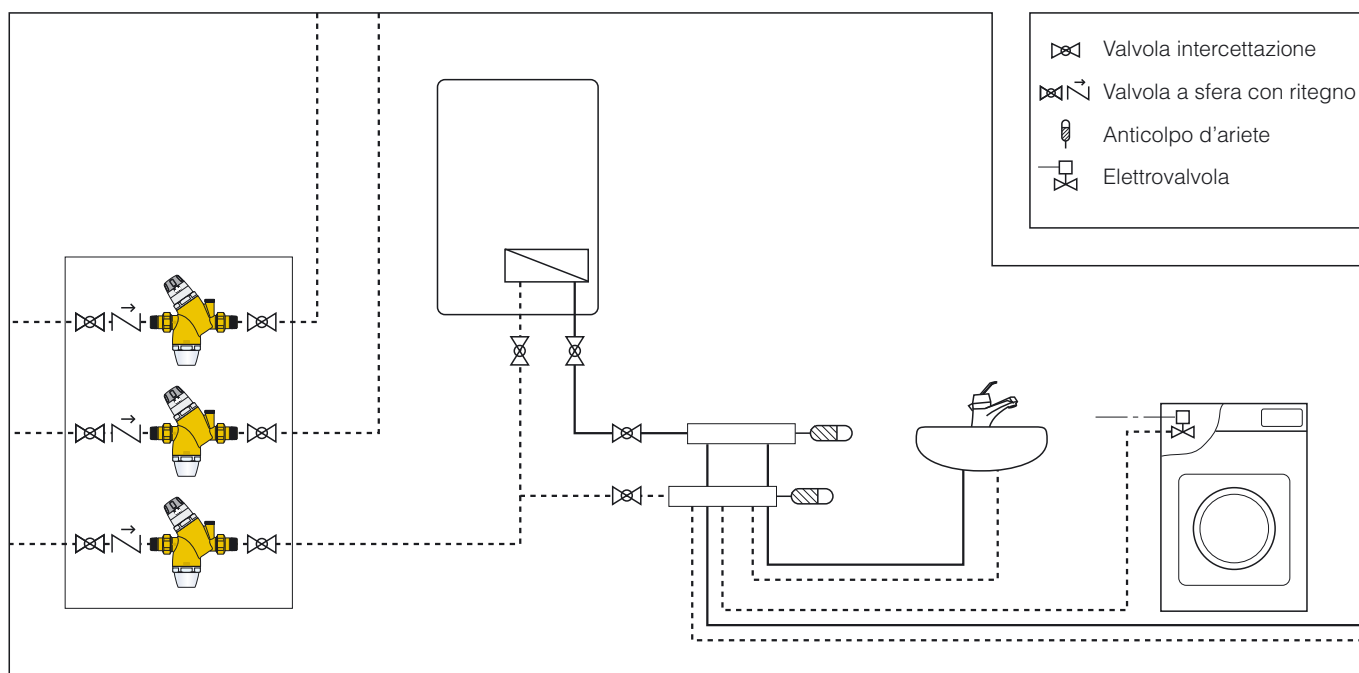 Valvola intercettazione
Valvola a sfera con ritegno
Anticolpo d'ariete
Elettrovalvola